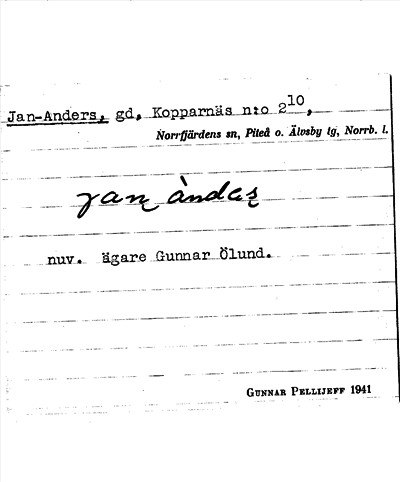 Jan-Anders, gd, Kopparnäs n:o 2¹⁰,
Norrfjärdens sn, Piteå o. Älvsby tg, Norrb. l.
jan àndeş
nuv. ägare Gunnar Ölund.
GUNNAR PELLIJEFF 1941